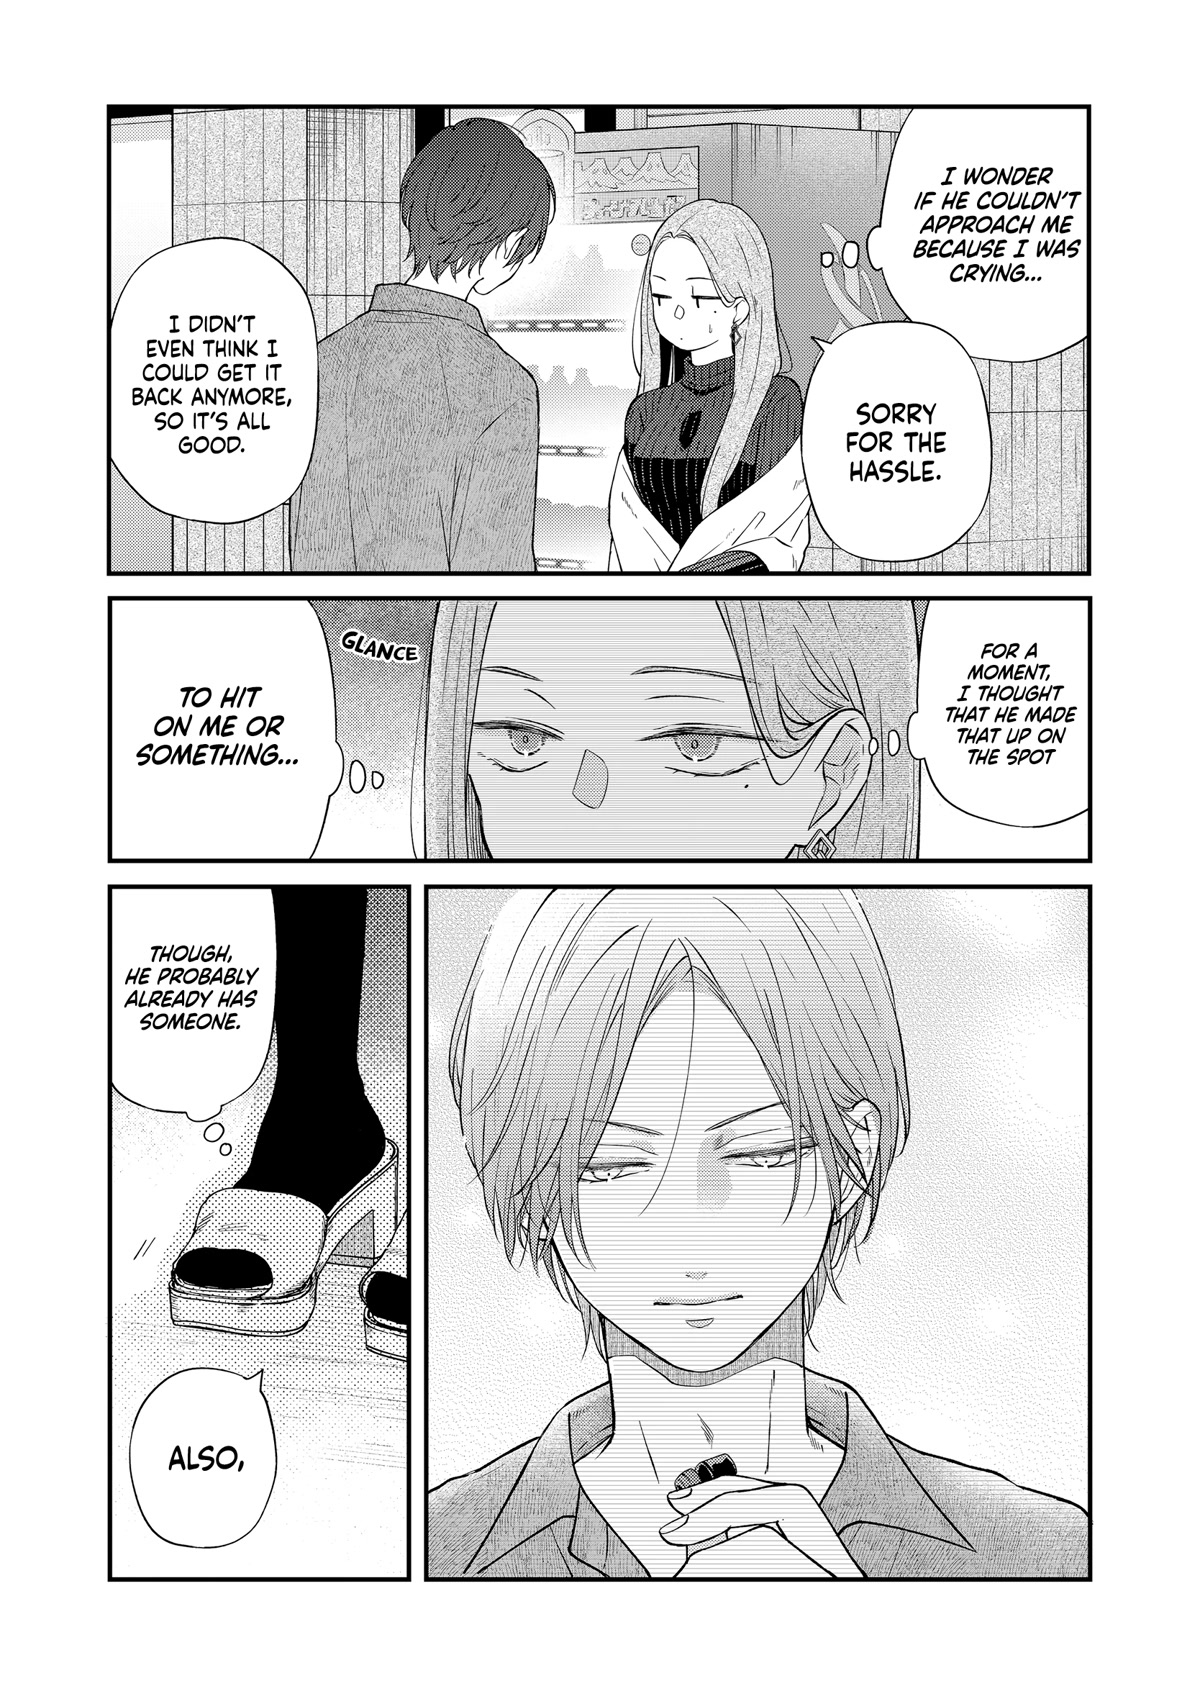 I WONDER
IF HE COULDN'T
APPROACH ME
BECAUSE I WAS
CRYING...
SORRY
FOR THE
HASSLE.
I DIDN'T
EVEN THINK I
COULD GET IT
BACK ANYMORE,
SO IT'S ALL
GOOD.
FOR A
MOMENT,
I THOUGHT
THAT HE MADE
THAT UP ON
THE SPOT
GLANCE
TO HIT
ON ME OR
SOMETHING...
THOUGH,
HE PROBABLY
ALREADY HAS
SOMEONE.
ALSO,